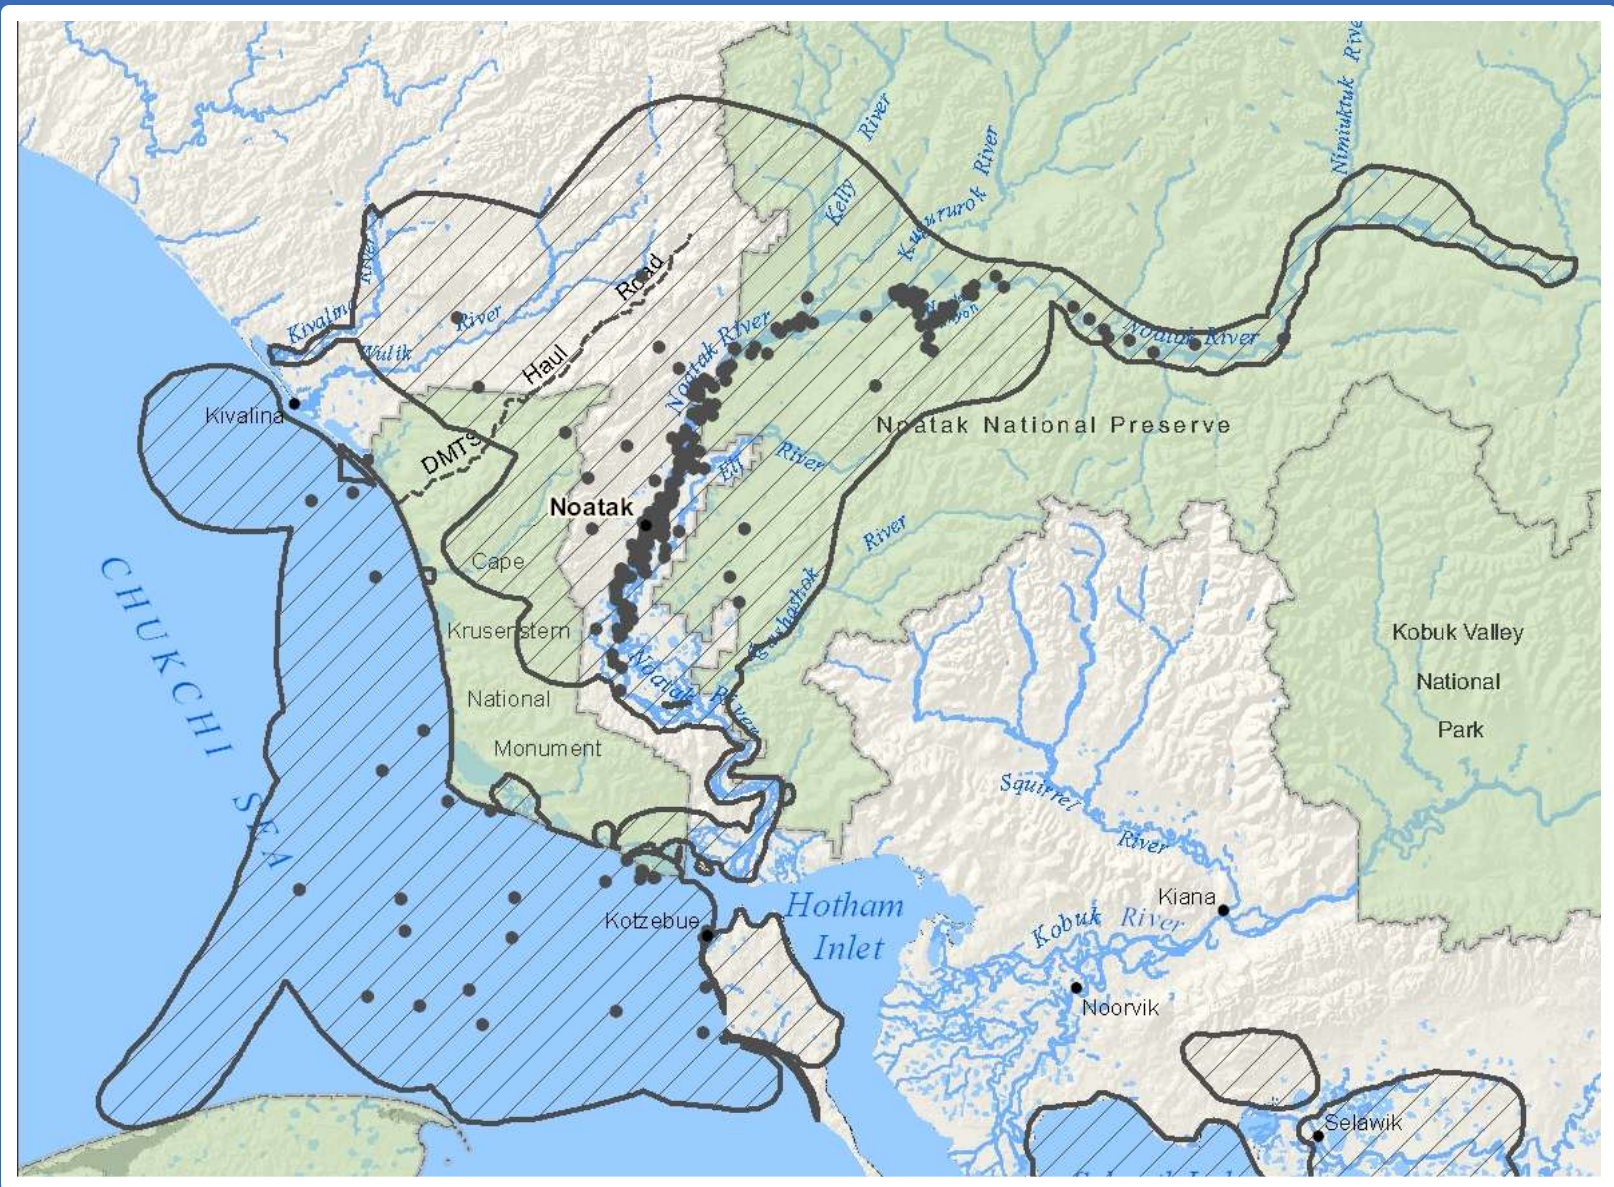 Nimiuktuk River
River
Kelly
Kugururok River
Kivalina River
Wulik River
DMTS Haul Road
Noatak River
Noatak Canyon
Noatak River
Kivalina
Eli River
Noatak National Preserve
Noatak
River
Agashashok
CHUKCHI SEA
Cape
Krusenstern
National
Monument
Noatak River
Kobuk Valley
National
Park
Squirrel River
Kiana
Kotzebue
Hotham
Inlet
Kobuk River
Noorvik
Selawik